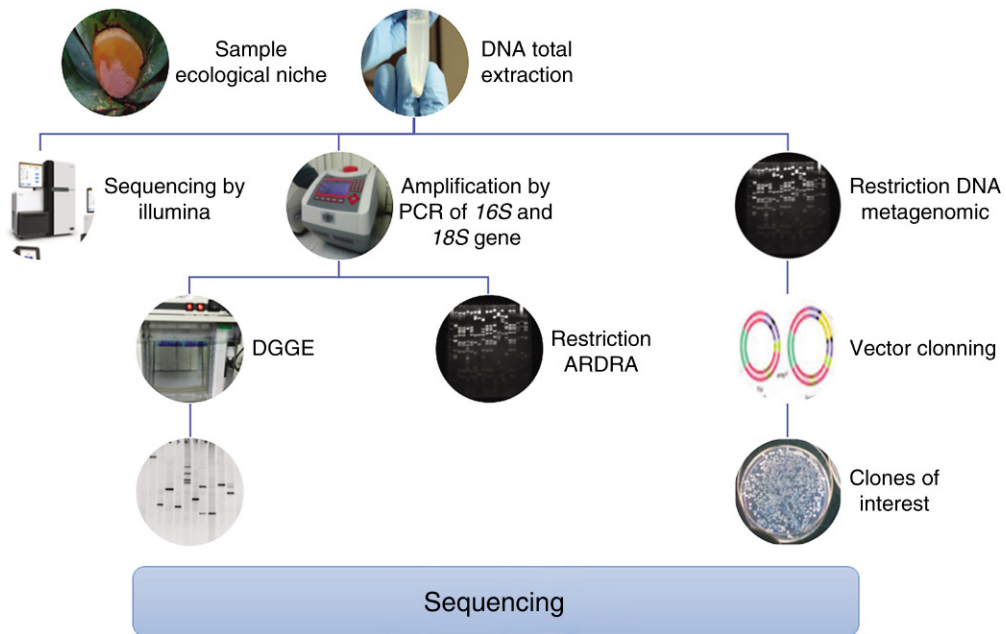 Sample
ecological niche
DNA total
extraction
Sequencing by
illumina
Amplification by
PCR of 16S and
18S gene
Restriction DNA
metagenomic
DGGE
Restriction
ARDRA
Vector clonning
Clones of
interest
Sequencing